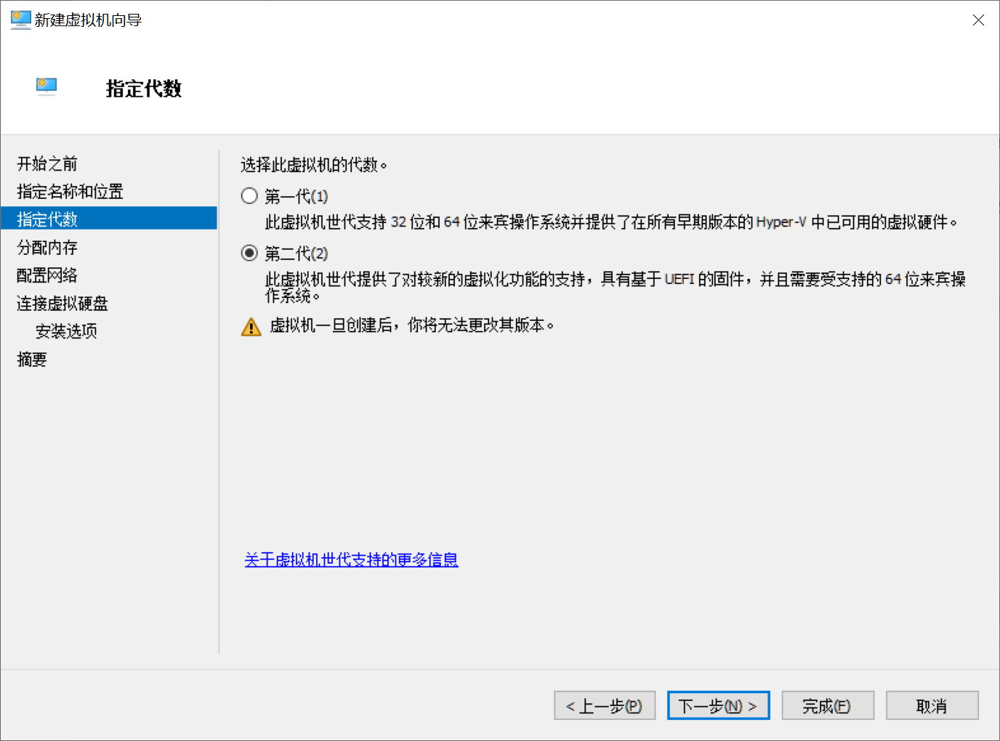 新建虚拟机向导
指定代数
开始之前
指定名称和位置
指定代数
分配内存
配置网络
连接虚拟硬盘
安装选项
摘要
选择此虚拟机的代数。
第一代(1)
此虚拟机世代支持 32 位和 64 位来宾操作系统并提供了在所有早期版本的 Hyper-V 中已可用的虚拟硬件。
第二代(2)
此虚拟机世代提供了对较新的虚拟化功能的支持，具有基于 UEFI 的固件，并且需要受支持的 64 位来宾操
作系统。
虚拟机一旦创建后，你将无法更改其版本。
关于虚拟机世代支持的更多信息
< 上一步(P)
下一步(N) >
完成(F)
取消